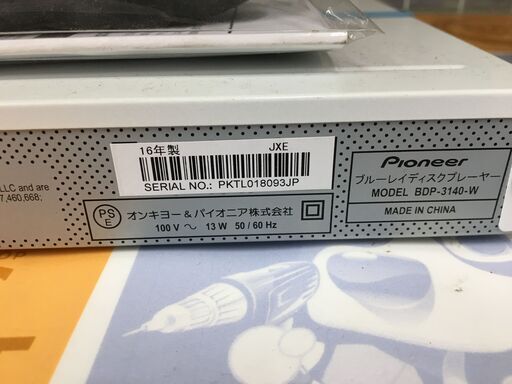 LLC and are
7,460,668;
16年製 JXE
SERIAL NO.: PKTL018093JP
PS
E
オンキヨー&パイオニア株式会社
100 V ～ 13 W 50 / 60 Hz
Pioneer
ブルーレイディスクプレーヤー
MODEL BDP-3140-W
MADE IN CHINA